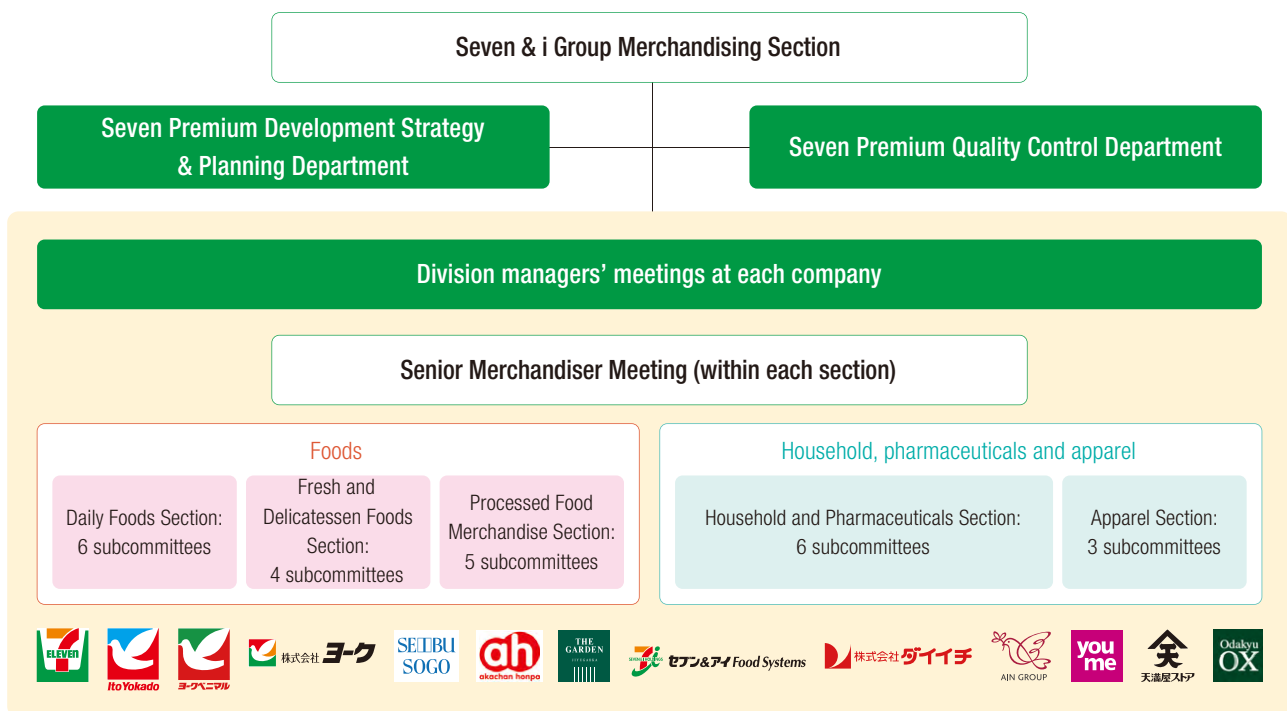 Seven & i Group Merchandising Section
Seven Premium Development Strategy
& Planning Department
Seven Premium Quality Control Department
Division managers’ meetings at each company
Senior Merchandiser Meeting (within each section)
Foods
Daily Foods Section:
6 subcommittees
Fresh and
Delicatessen Foods
Section:
4 subcommittees
Processed Food
Merchandise Section:
5 subcommittees
Household, pharmaceuticals and apparel
Household and Pharmaceuticals Section:
6 subcommittees
Apparel Section:
3 subcommittees
7 ELEVEN
ItoYokado
ヨークベニマル
株式会社 ヨーク
SEIBU
SOGO
ah
akachan honpo
THE
GARDEN
セブン&アイ Food Systems
株式会社ダイイチ
AJN GROUP
you
me
天満屋ストア
Odakyu
OX